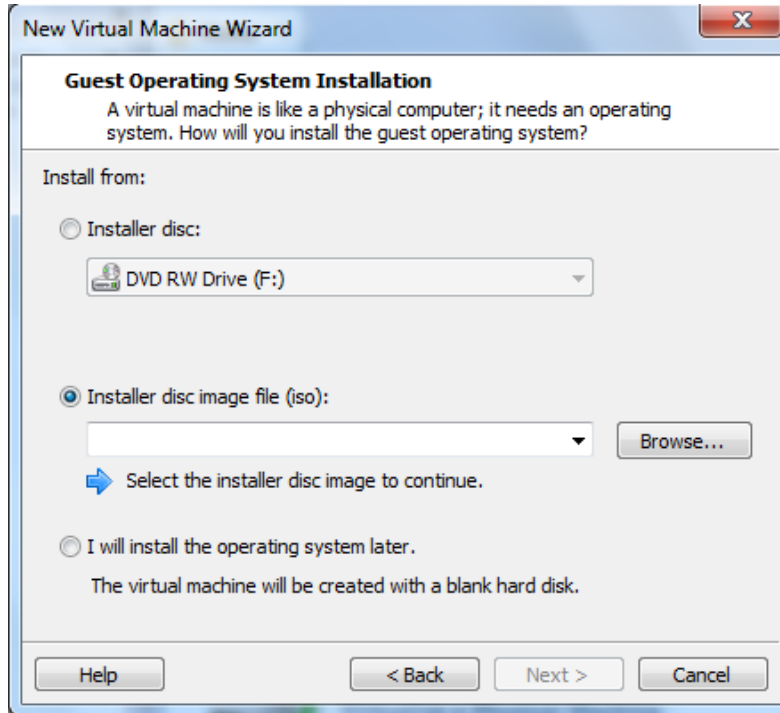 New Virtual Machine Wizard
Guest Operating System Installation
A virtual machine is like a physical computer; it needs an operating
system. How will you install the guest operating system?
Install from:
Installer disc:
DVD RW Drive (F:)
Installer disc image file (iso):
Browse...
Select the installer disc image to continue.
I will install the operating system later.
The virtual machine will be created with a blank hard disk.
Help
< Back
Next >
Cancel